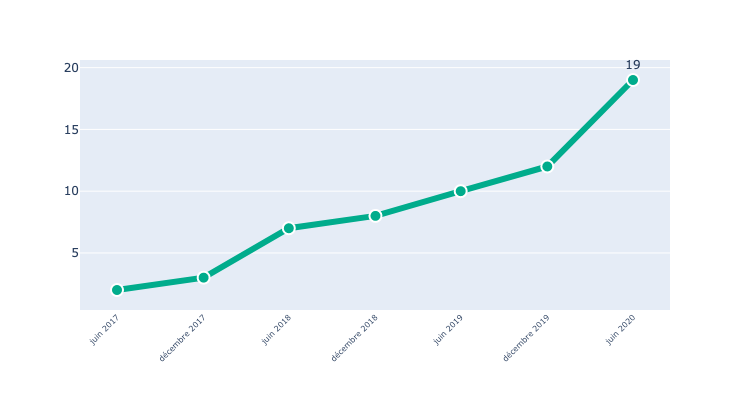 19
20
15
10
5
juin 2017
décembre 2017
juin 2018
décembre 2018
juin 2019
décembre 2019
juin 2020